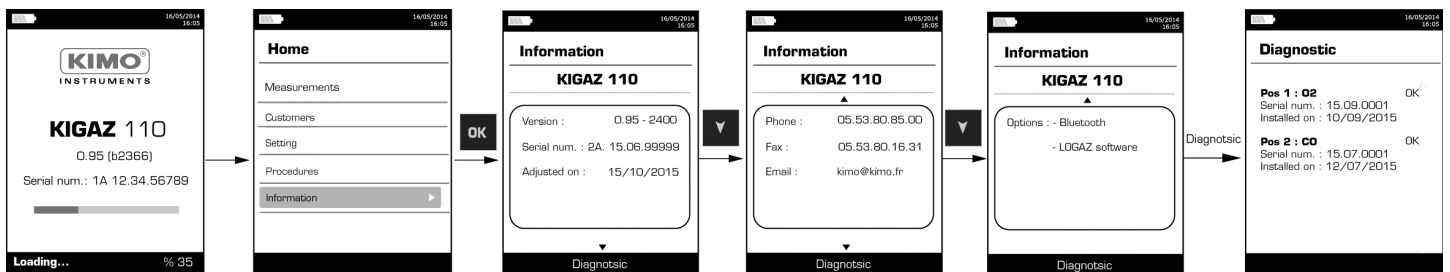 16/05/2014
16:05
KIMO®
INSTRUMENTS
KIGAZ 110
0.95 (b2366)
Serial num.: 1A 12.34.56789
Loading... % 35
16/05/2014
16:05
Home
Measurements
Customers
Setting
Procedures
Information
OK
16/05/2014
16:05
Information
KIGAZ 110
Version : 0.95 - 2400
Serial num. : 2A. 15.06.99999
Adjusted on : 15/10/2015
Diagnotsic
16/05/2014
16:05
Information
KIGAZ 110
Phone : 05.53.80.85.00
Fax : 05.53.80.16.31
Email : kimo@kimo.fr
Diagnotsic
16/05/2014
16:05
Information
KIGAZ 110
Options : - Bluetooth
- LOGAZ software
Diagnotsic
Diagnotsic
16/05/2014
16:05
Diagnostic
Pos 1 : O2 OK
Serial num. : 15.09.0001
Installed on : 10/09/2015
Pos 2 : CO OK
Serial num. : 15.07.0001
Installed on : 12/07/2015